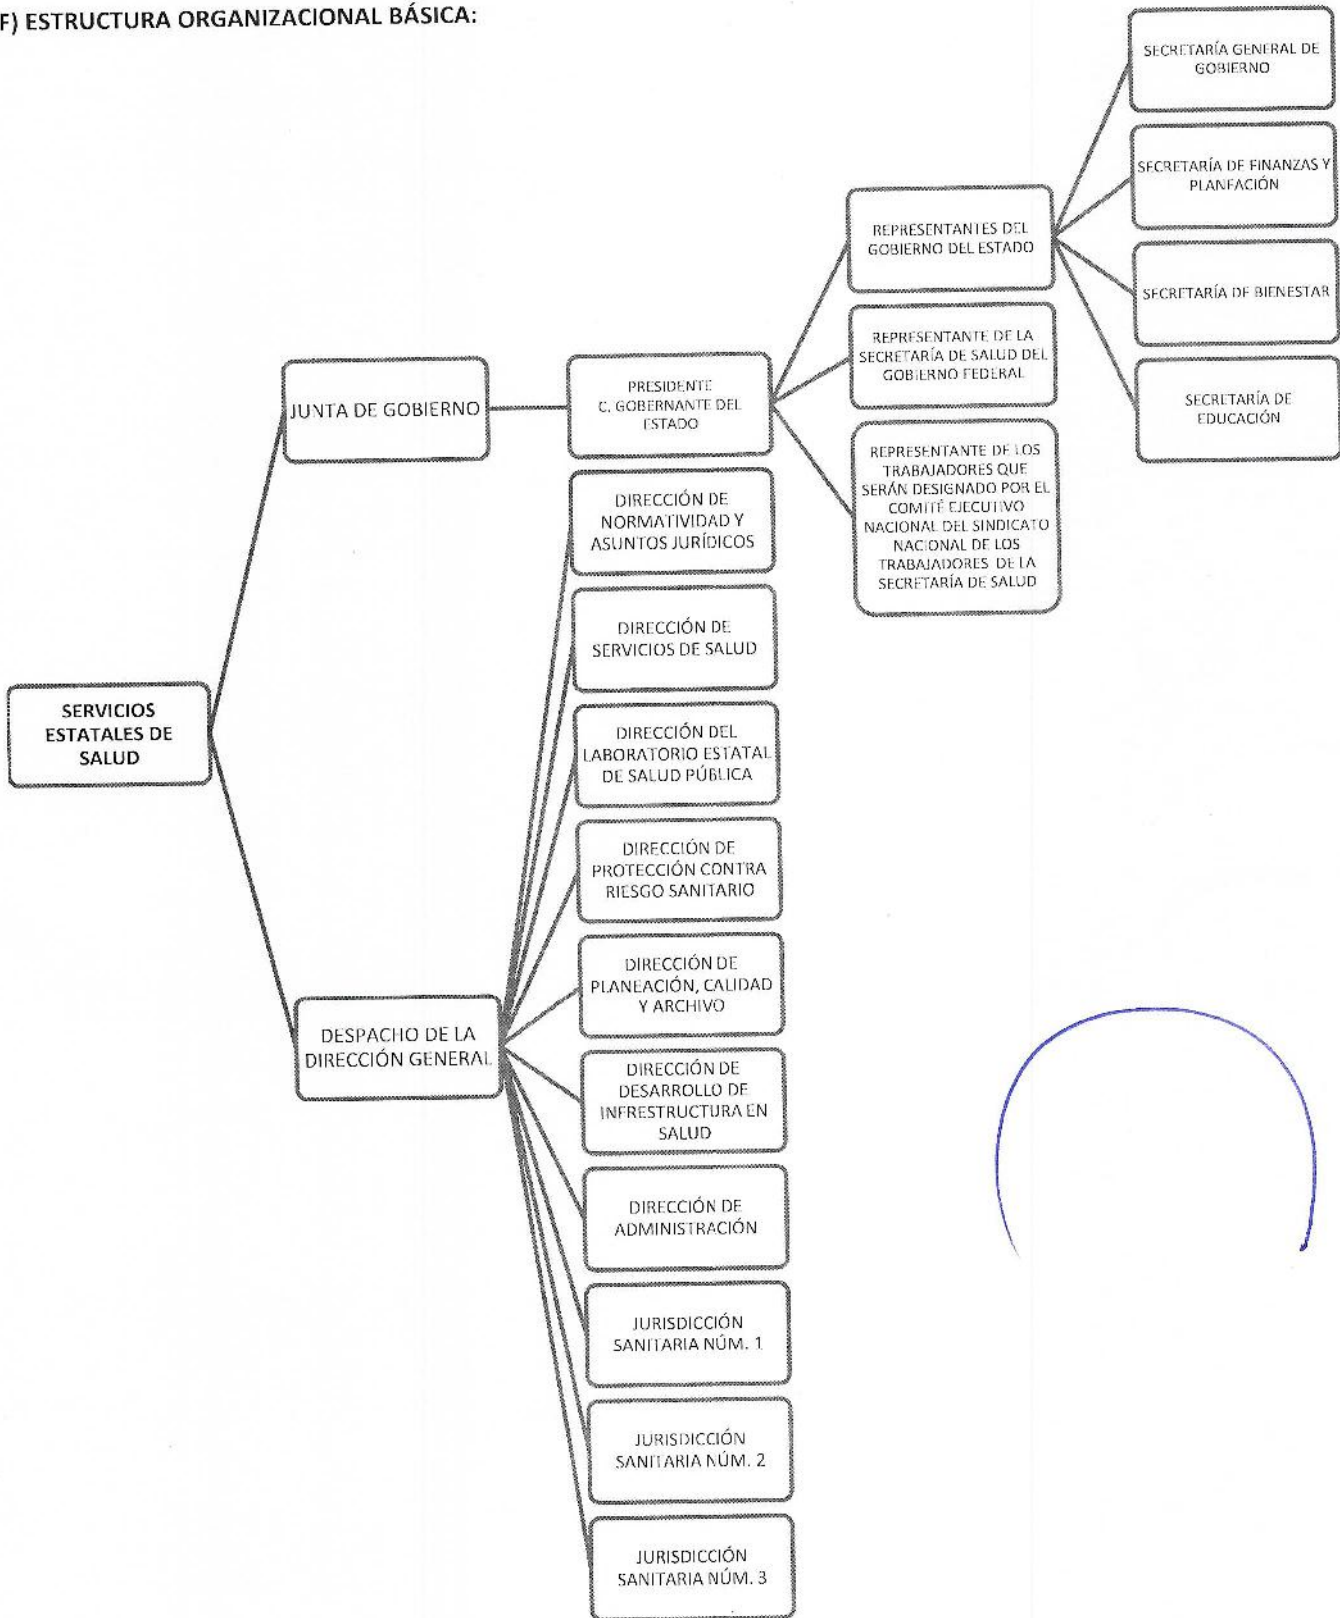 F) ESTRUCTURA ORGANIZACIONAL BÁSICA:
SERVICIOS
ESTATALES DE
SALUD
JUNTA DE GOBIERNO
PRESIDENTE
C. GOBERNANTE DEL
ESTADO
REPRESENTANTES DEL
GOBIERNO DEL ESTADO
SECRETARÍA GENERAL DE
GOBIERNO
SECRETARÍA DE FINANZAS Y
PLANEACIÓN
SECRETARÍA DE BIENESTAR
SECRETARÍA DE
EDUCACIÓN
REPRESENTANTE DE LA
SECRETARÍA DE SALUD DEL
GOBIERNO FEDERAL
REPRESENTANTE DE LOS
TRABAJADORES QUE
SERÁN DESIGNADO POR EL
COMITÉ EJECUTIVO
NACIONAL DEL SINDICATO
NACIONAL DE LOS
TRABAJADORES DE LA
SECRETARÍA DE SALUD
DESPACHO DE LA
DIRECCIÓN GENERAL
DIRECCIÓN DE
NORMATIVIDAD Y
ASUNTOS JURÍDICOS
DIRECCIÓN DE
SERVICIOS DE SALUD
DIRECCIÓN DEL
LABORATORIO ESTATAL
DE SALUD PÚBLICA
DIRECCIÓN DE
PROTECCIÓN CONTRA
RIESGO SANITARIO
DIRECCIÓN DE
PLANEACIÓN, CALIDAD
Y ARCHIVO
DIRECCIÓN DE
DESARROLLO DE
INFRESTRUCTURA EN
SALUD
DIRECCIÓN DE
ADMINISTRACIÓN
JURISDICCIÓN
SANITARIA NÚM. 1
JURISDICCIÓN
SANITARIA NÚM. 2
JURISDICCIÓN
SANITARIA NÚM. 3